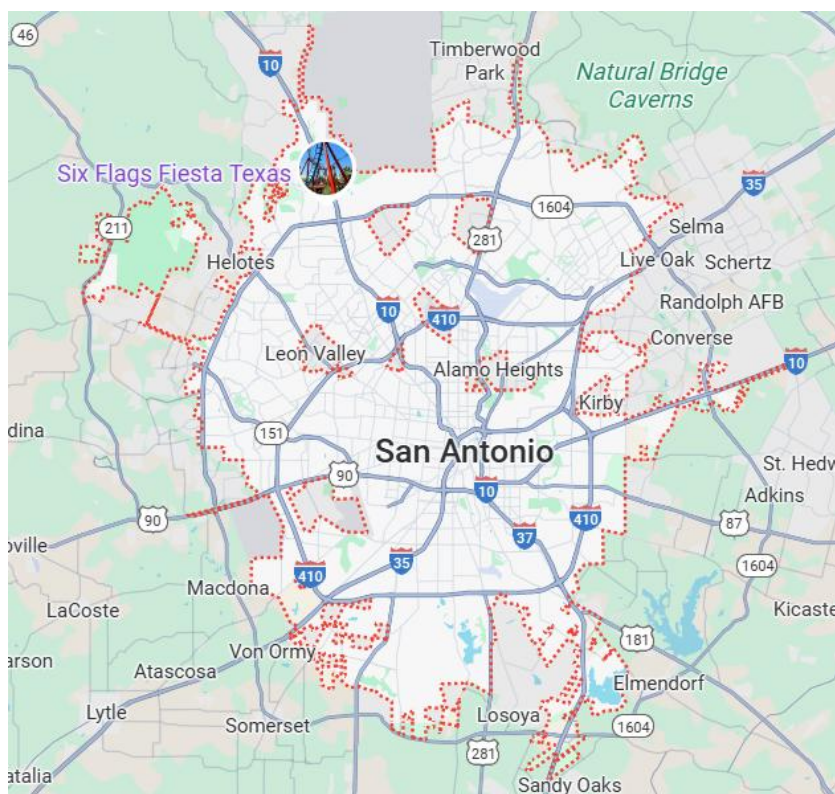 46
10
Timberwood
Park
Natural Bridge
Caverns
Six Flags Fiesta Texas
35
1604
211
281
Selma
Helotes
Live Oak
Schertz
10
410
Randolph AFB
Converse
Leon Valley
Alamo Heights
10
Kirby
dina
151
San Antonio
90
St. Hedw
10
Adkins
90
410
87
37
oville
35
410
1604
Macdona
LaCoste
Kicaste
181
Von Ormy
arson
Atascosa
Elmendorf
Lytle
Losoya
Somerset
1604
281
atalia
Sandy Oaks